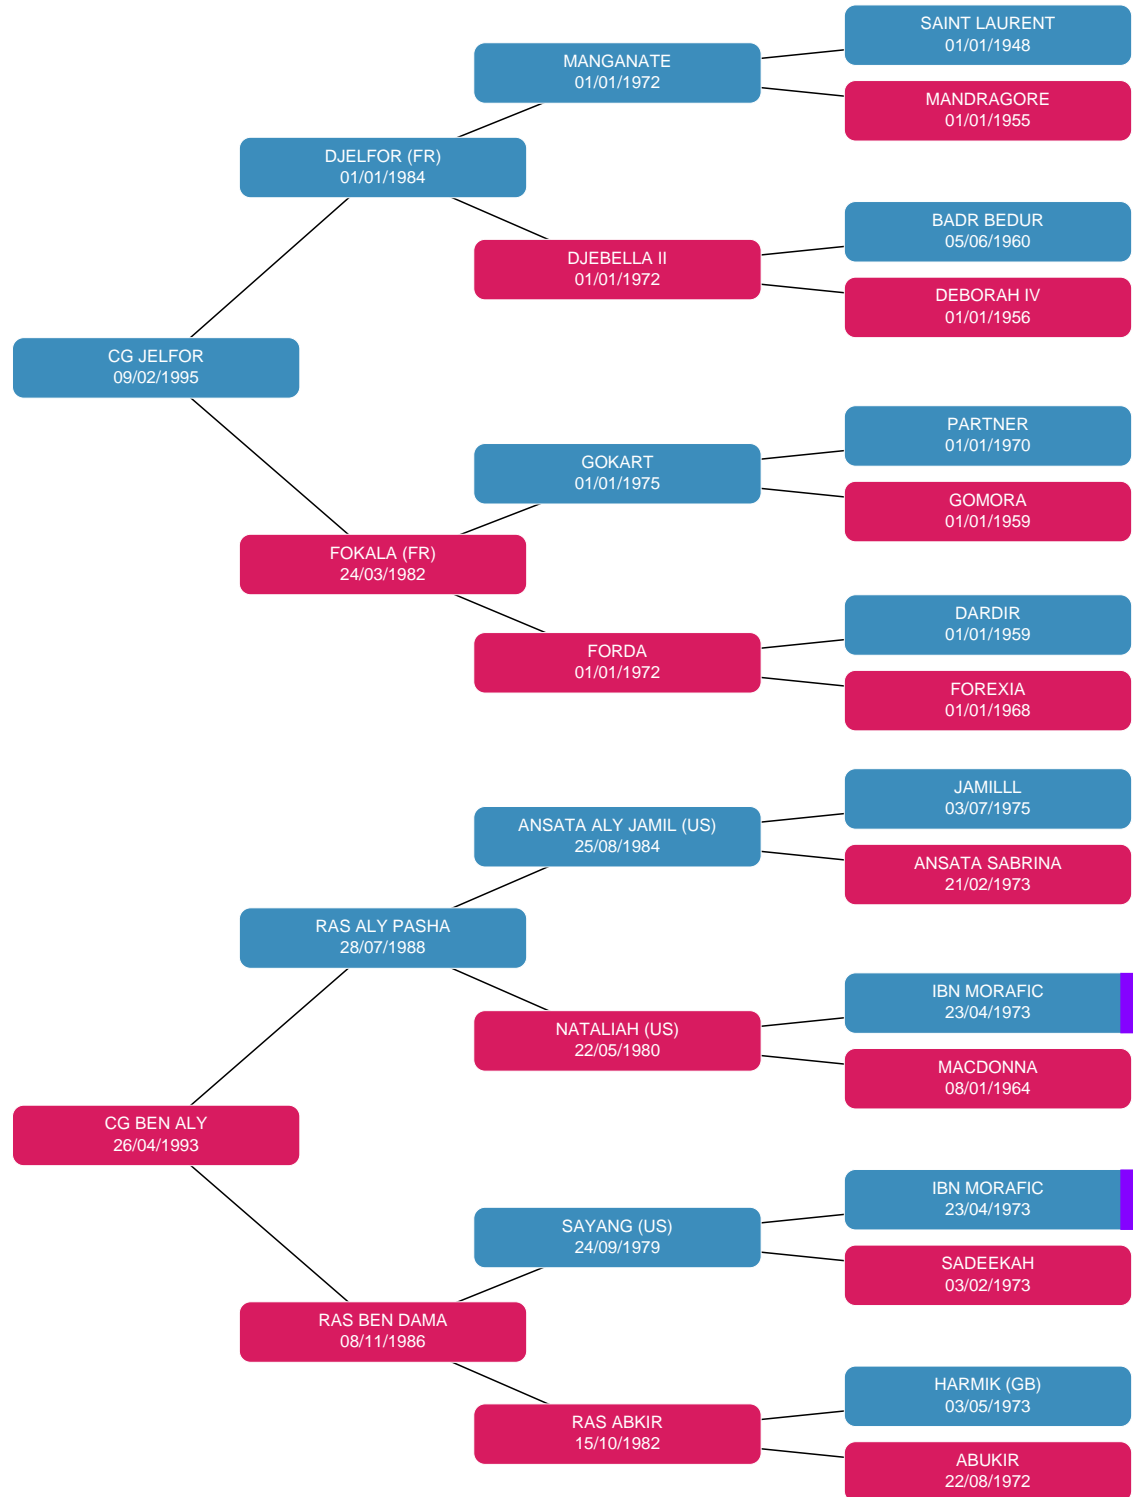 SAINT LAURENT
01/01/1948
MANGANATE
01/01/1972
MANDRAGORE
01/01/1955
DJELFOR (FR)
01/01/1984
BADR BEDUR
05/06/1960
DJEBELLA II
01/01/1972
DEBORAH IV
01/01/1956
CG JELFOR
09/02/1995
PARTNER
01/01/1970
GOKART
01/01/1975
GOMORA
01/01/1959
FOKALA (FR)
24/03/1982
DARDIR
01/01/1959
FORDA
01/01/1972
FOREXIA
01/01/1968
JAMILLL
03/07/1975
ANSATA ALY JAMIL (US)
25/08/1984
ANSATA SABRINA
21/02/1973
RAS ALY PASHA
28/07/1988
IBN MORAFIC
23/04/1973
NATALIAH (US)
22/05/1980
MACDONNA
08/01/1964
CG BEN ALY
26/04/1993
IBN MORAFIC
23/04/1973
SAYANG (US)
24/09/1979
SADEEKAH
03/02/1973
RAS BEN DAMA
08/11/1986
HARMIK (GB)
03/05/1973
RAS ABKIR
15/10/1982
ABUKIR
22/08/1972